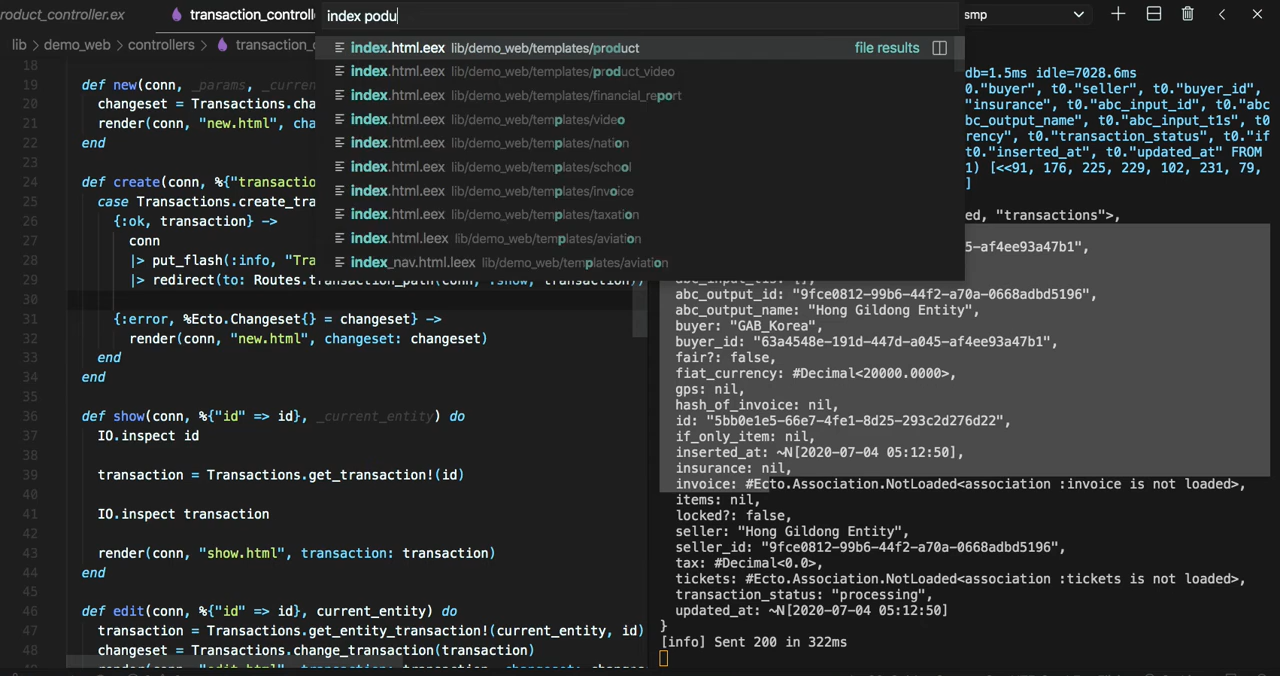 roduct_controller.ex
transaction_controll
index podu
smp
lib > demo_web > controllers > transaction_c
index.html.eex lib/demo_web/templates/product file results
index.html.eex lib/demo_web/templates/product_video
index.html.eex lib/demo_web/templates/financial_report
index.html.eex lib/demo_web/templates/video
index.html.eex lib/demo_web/templates/nation
index.html.eex lib/demo_web/templates/school
index.html.eex lib/demo_web/templates/invoice
index.html.eex lib/demo_web/templates/taxation
index.html.leex lib/demo_web/templates/aviation
index_nav.html.leex lib/demo_web/templates/aviation
18
19 def new(conn, _params, _curren
20 changeset = Transactions.cha
21 render(conn, "new.html", cha
22 end
23
24 def create(conn, %{"transactio
25 case Transactions.create_tra
26 {:ok, transaction} ->
27 conn
28 |> put_flash(:info, "Tra
29 |> redirect(to: Routes.transaction_path(conn, :show, transaction))
30
31 {:error, %Ecto.Changeset{} = changeset} ->
32 render(conn, "new.html", changeset: changeset)
33 end
34 end
35
36 def show(conn, %{"id" => id}, _current_entity) do
37 IO.inspect id
38
39 transaction = Transactions.get_transaction!(id)
40
41 IO.inspect transaction
42
43 render(conn, "show.html", transaction: transaction)
44 end
45
46 def edit(conn, %{"id" => id}, current_entity) do
47 transaction = Transactions.get_entity_transaction!(current_entity, id)
48 changeset = Transactions.change_transaction(transaction)
db=1.5ms idle=7028.6ms
0."buyer", t0."seller", t0."buyer_id",
"insurance", t0."abc_input_id", t0."abc
bc_output_name", t0."abc_input_t1s", t0
rency", t0."transaction_status", t0."if
t0."inserted_at", t0."updated_at" FROM
1) [<<91, 176, 225, 229, 102, 231, 79,
]
ed, "transactions">,
5-af4ee93a47b1",
abc_input_t1s: [],
abc_output_id: "9fce0812-99b6-44f2-a70a-0668adbd5196",
abc_output_name: "Hong Gildong Entity",
buyer: "GAB_Korea",
buyer_id: "63a4548e-191d-447d-a045-af4ee93a47b1",
fair?: false,
fiat_currency: #Decimal<20000.0000>,
gps: nil,
hash_of_invoice: nil,
id: "5bb0e1e5-66e7-4fe1-8d25-293c2d276d22",
if_only_item: nil,
inserted_at: ~N[2020-07-04 05:12:50],
insurance: nil,
invoice: #Ecto.Association.NotLoaded<association :invoice is not loaded>,
items: nil,
locked?: false,
seller: "Hong Gildong Entity",
seller_id: "9fce0812-99b6-44f2-a70a-0668adbd5196",
tax: #Decimal<0.0>,
tickets: #Ecto.Association.NotLoaded<association :tickets is not loaded>,
transaction_status: "processing",
updated_at: ~N[2020-07-04 05:12:50]
}
[info] Sent 200 in 322ms